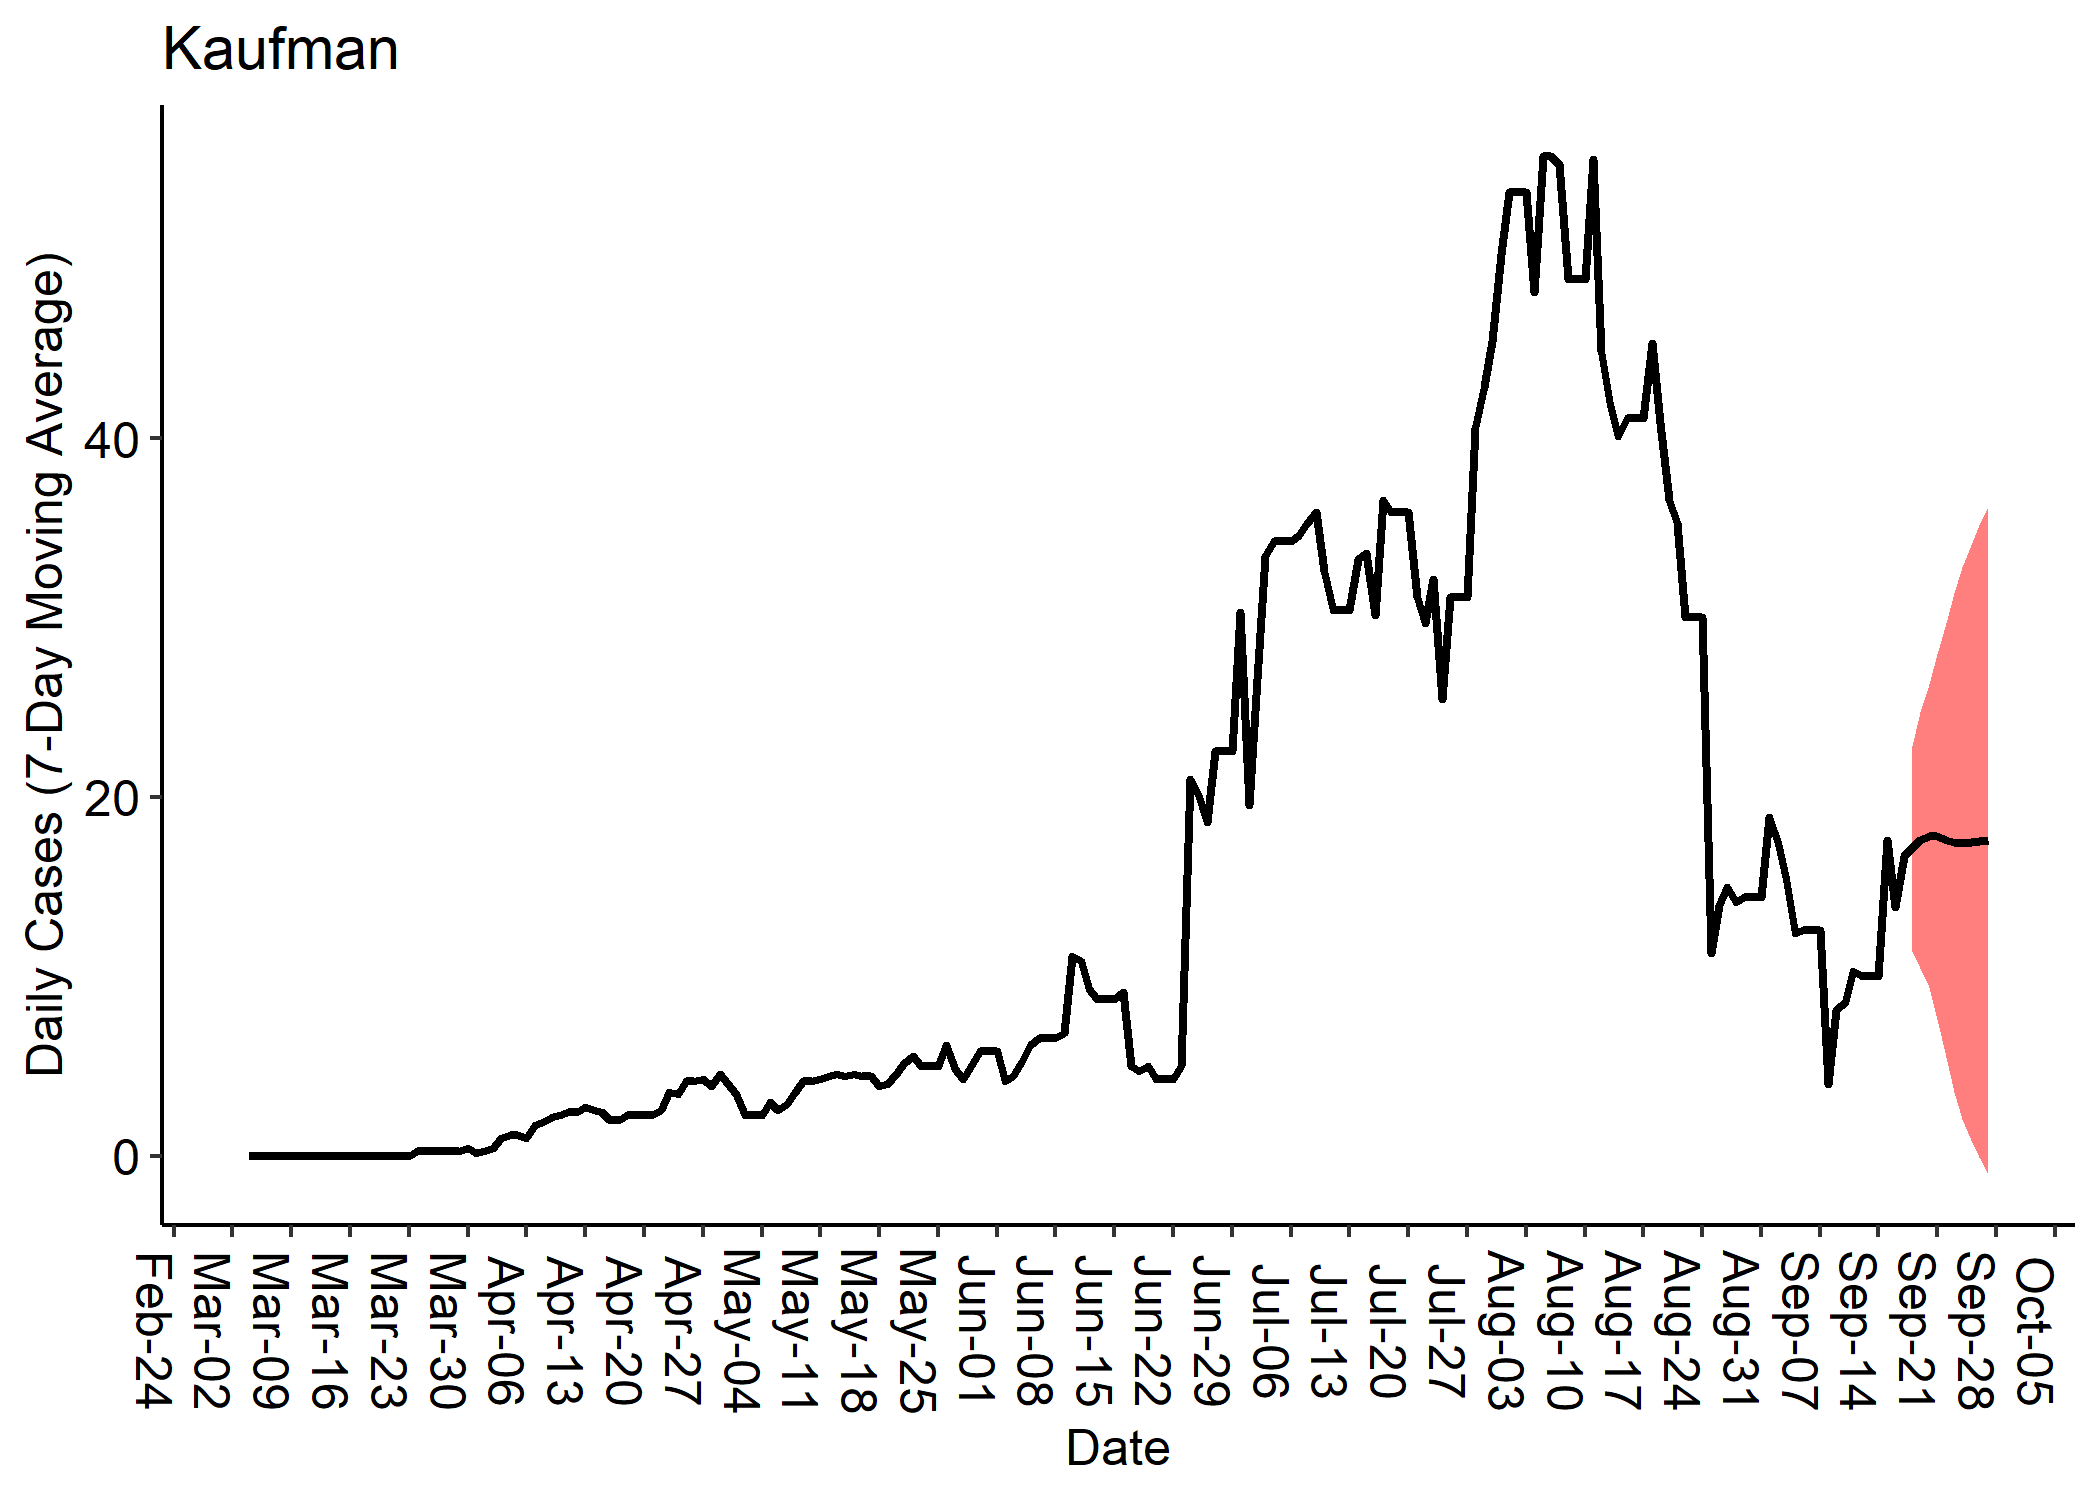 Kaufman
Daily Cases (7-Day Moving Average)
40
20
0
Feb-24
Mar-02
Mar-09
Mar-16
Mar-23
Mar-30
Apr-06
Apr-13
Apr-20
Apr-27
May-04
May-11
May-18
May-25
Jun-01
Jun-08
Jun-15
Jun-22
Jun-29
Jul-06
Jul-13
Jul-20
Jul-27
Aug-03
Aug-10
Aug-17
Aug-24
Aug-31
Sep-07
Sep-14
Sep-21
Sep-28
Oct-05
Date